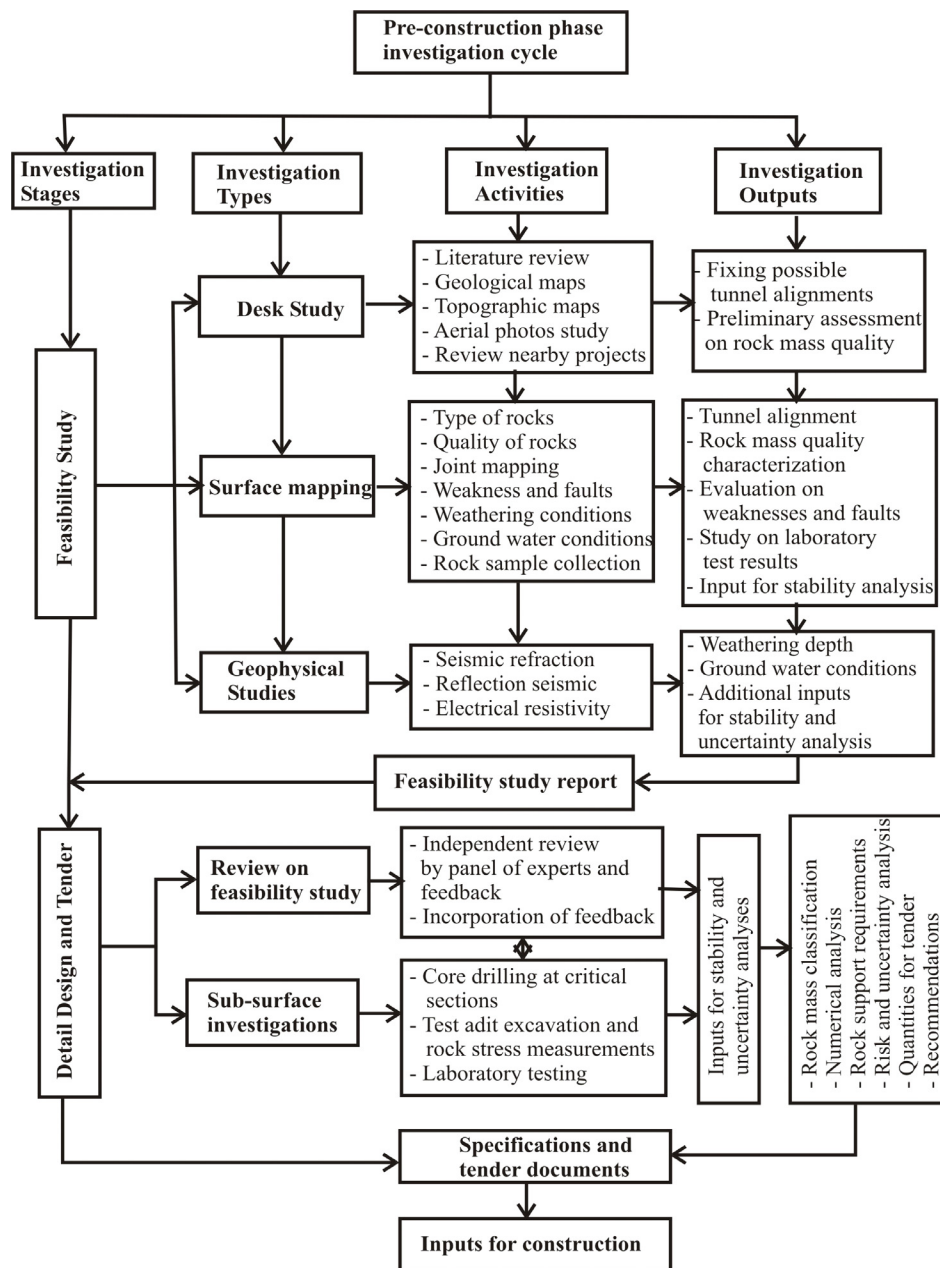 Pre-construction phase
investigation cycle
Investigation
Stages
Investigation
Types
Investigation
Activities
Investigation
Outputs
Feasibility Study
Desk Study
- Literature review
- Geological maps
- Topographic maps
- Aerial photos study
- Review nearby projects
- Fixing possible
tunnel alignments
- Preliminary assessment
on rock mass quality
Surface mapping
- Type of rocks
- Quality of rocks
- Joint mapping
- Weakness and faults
- Weathering conditions
- Ground water conditions
- Rock sample collection
- Tunnel alignment
- Rock mass quality
characterization
- Evaluation on
weaknesses and faults
- Study on laboratory
test results
- Input for stability analysis
Geophysical
Studies
- Seismic refraction
- Reflection seismic
- Electrical resistivity
- Weathering depth
- Ground water conditions
- Additional inputs
for stability and
uncertainty analysis
Feasibility study report
Detail Design and Tender
Review on
feasibility study
- Independent review
by panel of experts and
feedback
- Incorporation of feedback
Sub-surface
investigations
- Core drilling at critical
sections
- Test adit excavation and
rock stress measurements
- Laboratory testing
Inputs for stability and
uncertainty analyses
- Rock mass classification
- Numerical analysis
- Rock support requirements
- Risk and uncertainty analysis
- Quantities for tender
- Recommendations
Specifications and
tender documents
Inputs for construction